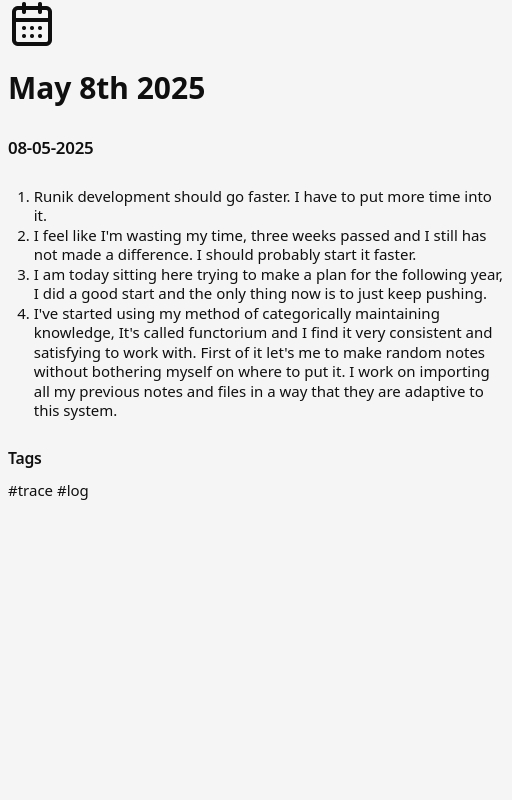 May 8th 2025
08-05-2025
1. Runik development should go faster. I have to put more time into
it.
2. I feel like I'm wasting my time, three weeks passed and I still has
not made a difference. I should probably start it faster.
3. I am today sitting here trying to make a plan for the following year,
I did a good start and the only thing now is to just keep pushing.
4. I've started using my method of categorically maintaining
knowledge, It's called functorium and I find it very consistent and
satisfying to work with. First of it let's me to make random notes
without bothering myself on where to put it. I work on importing
all my previous notes and files in a way that they are adaptive to
this system.
Tags
#trace #log